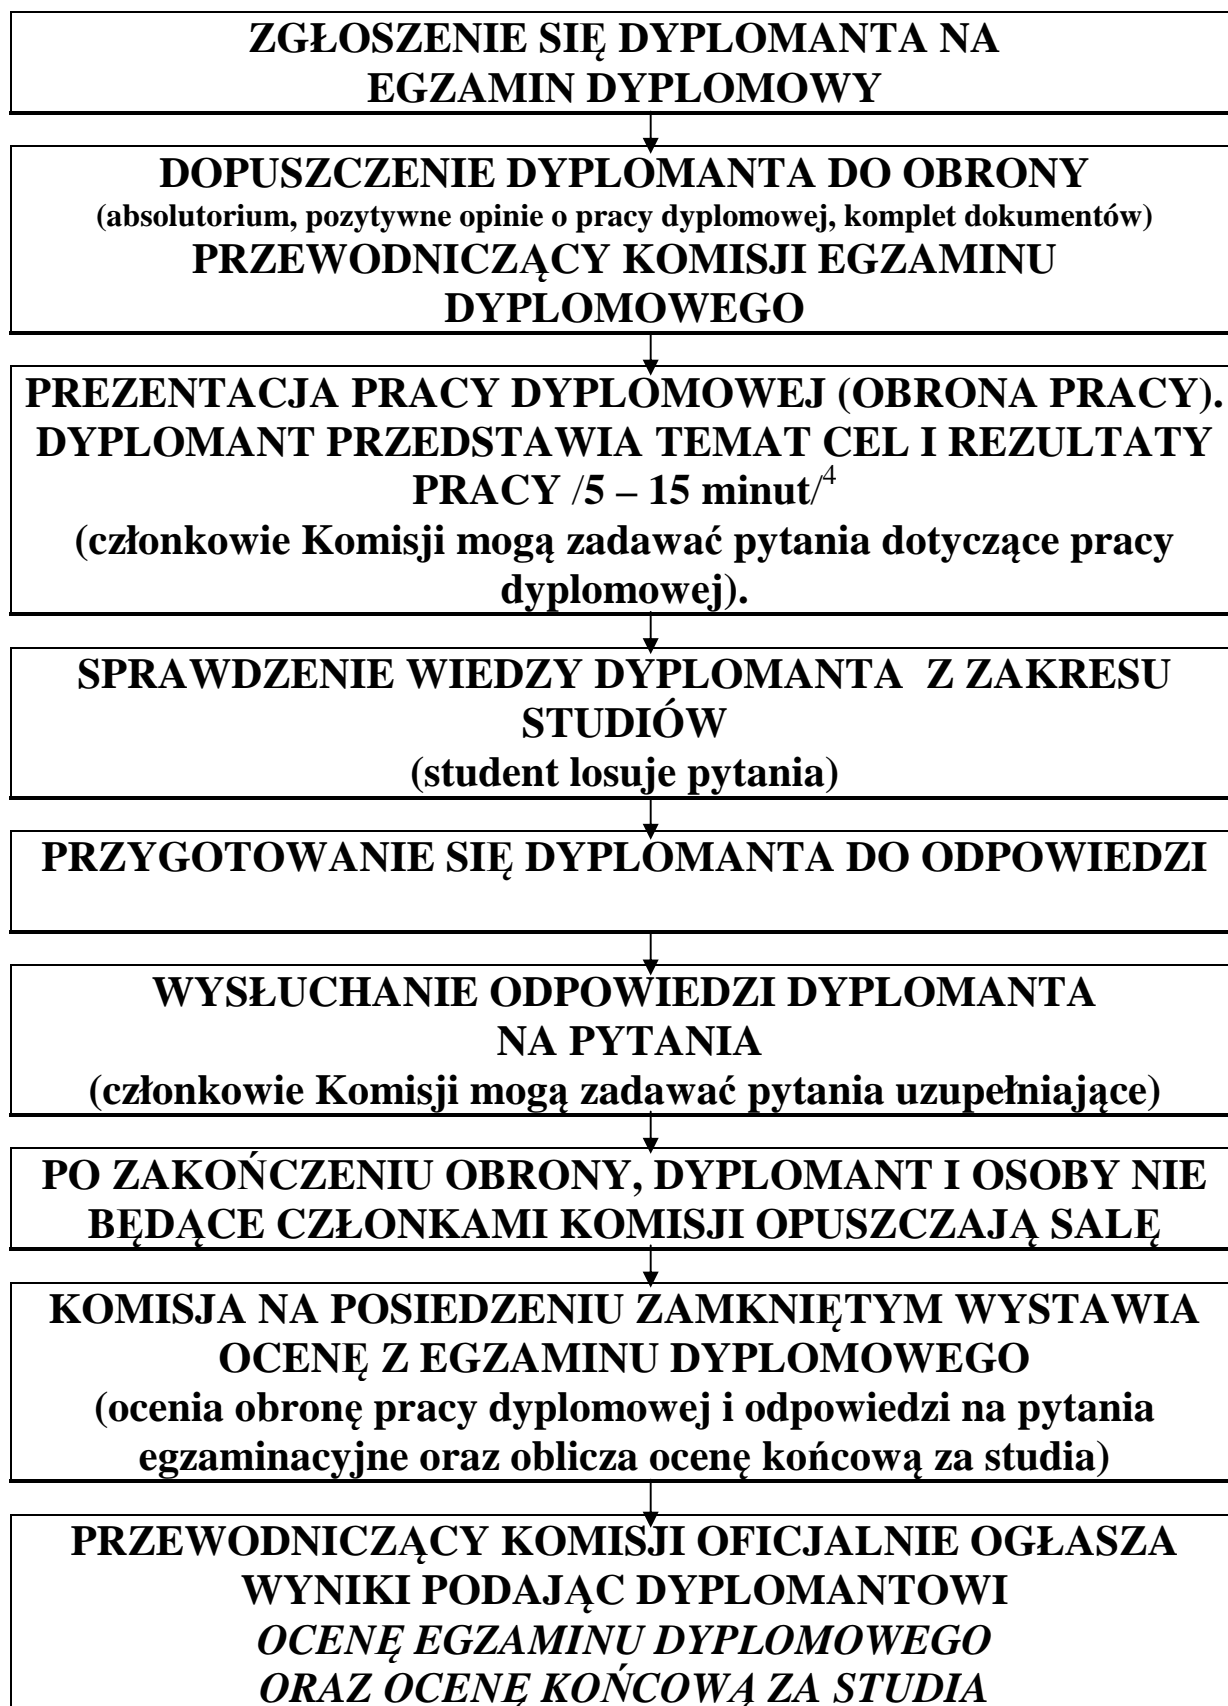 ZGŁOSZENIE SIĘ DYPLOMANTA NA
EGZAMIN DYPLOMOWY
DOPUSZCZENIE DYPLOMANTA DO OBRONY
(absolutorium, pozytywne opinie o pracy dyplomowej, komplet dokumentów)
PRZEWODNICZĄCY KOMISJI EGZAMINU
DYPLOMOWEGO
PREZENTACJA PRACY DYPLOMOWEJ (OBRONA PRACY).
DYPLOMANT PRZEDSTAWIA TEMAT CEL I REZULTATY
PRACY /5 – 15 minut/⁴
(członkowie Komisji mogą zadawać pytania dotyczące pracy
dyplomowej).
SPRAWDZENIE WIEDZY DYPLOMANTA  Z ZAKRESU
STUDIÓW
(student losuje pytania)
PRZYGOTOWANIE SIĘ DYPLOMANTA DO ODPOWIEDZI
WYSŁUCHANIE ODPOWIEDZI DYPLOMANTA
NA PYTANIA
(członkowie Komisji mogą zadawać pytania uzupełniające)
PO ZAKOŃCZENIU OBRONY, DYPLOMANT I OSOBY NIE
BĘDĄCE CZŁONKAMI KOMISJI OPUSZCZAJĄ SALĘ
KOMISJA NA POSIEDZENIU ZAMKNIĘTYM WYSTAWIA
OCENĘ Z EGZAMINU DYPLOMOWEGO
(ocenia obronę pracy dyplomowej i odpowiedzi na pytania
egzaminacyjne oraz oblicza ocenę końcową za studia)
PRZEWODNICZĄCY KOMISJI OFICJALNIE OGŁASZA
WYNIKI PODAJĄC DYPLOMANTOWI
OCENĘ EGZAMINU DYPLOMOWEGO
ORAZ OCENĘ KOŃCOWĄ ZA STUDIA